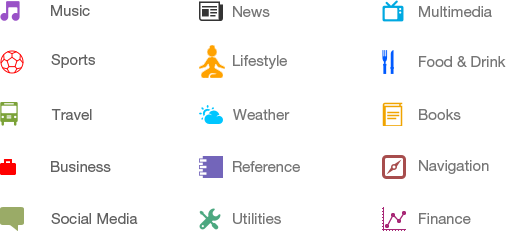 Music
News
Multimedia
Sports
Lifestyle
Food & Drink
Travel
Weather
Books
Business
Reference
Navigation
Social Media
Utilities
Finance